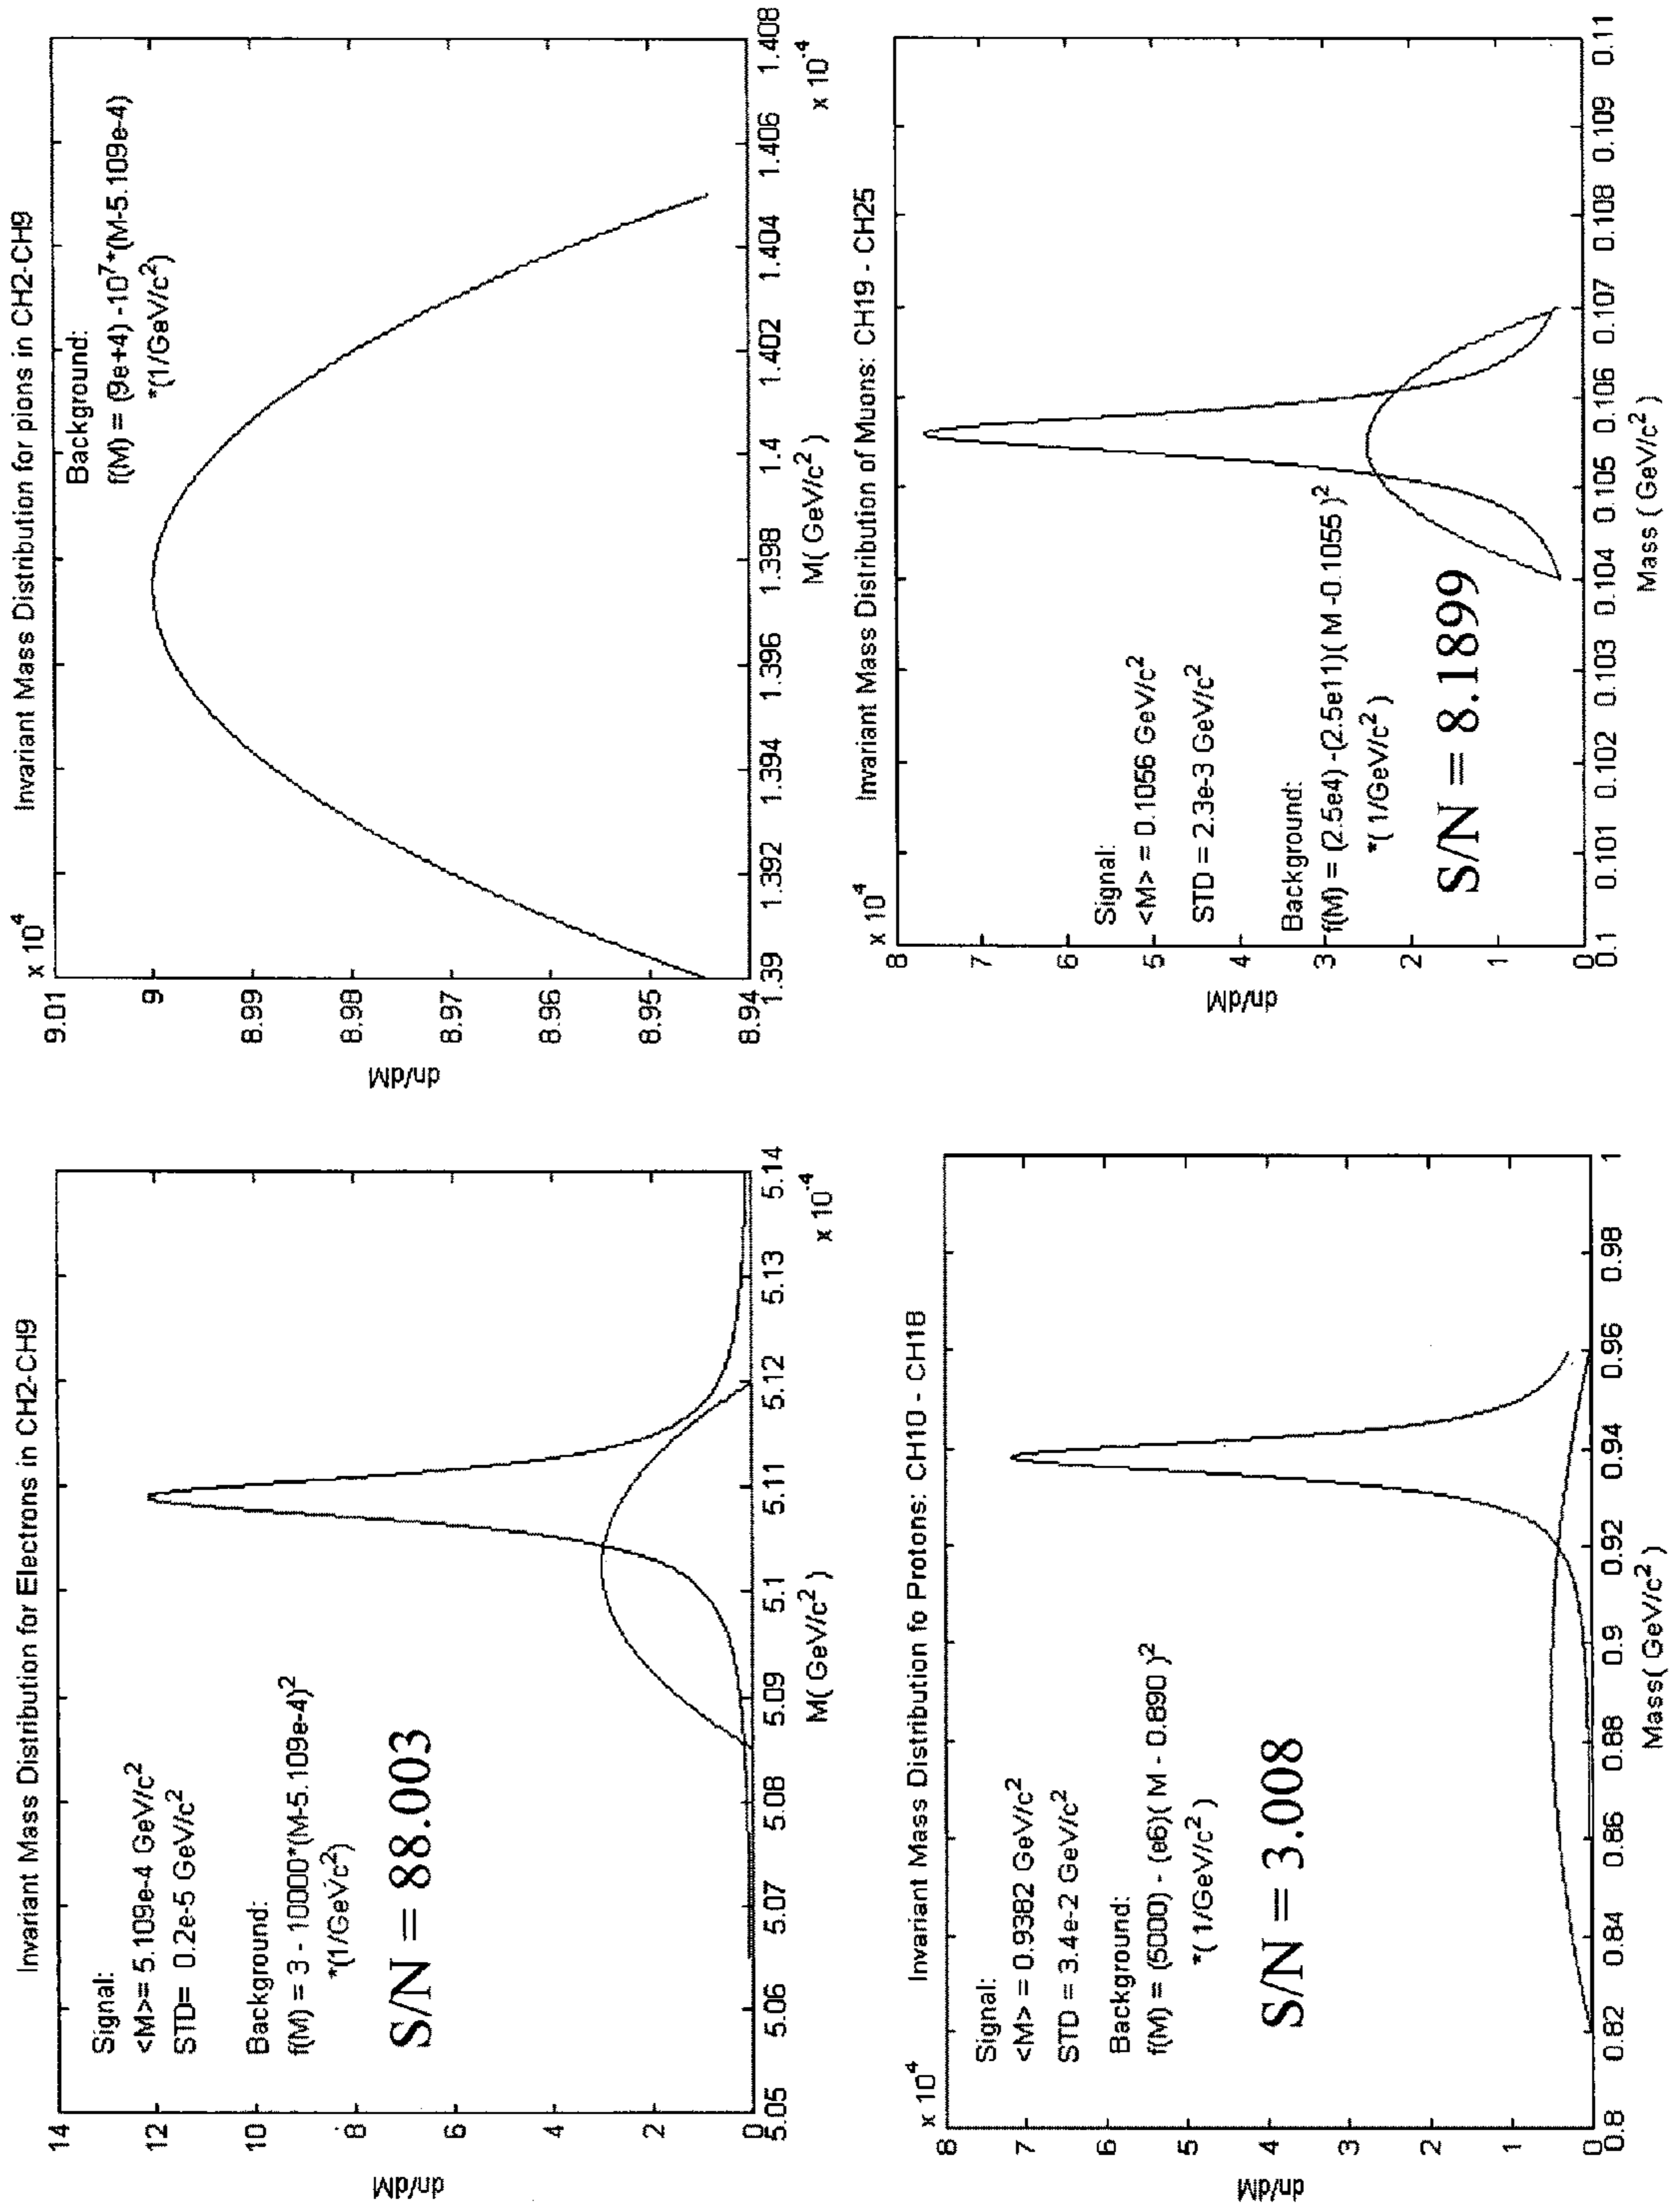 Invariant Mass Distribution for Electrons in CH2-CH9
14
12
10
8
6
4
2
0
dn/dM
Signal:
<M>= 5.109e-4 GeV/c²
STD= 0.2e-5 GeV/c²
Background:
f(M) = 3 - 10000*(M-5.109e-4)²
*(1/GeV/c²)
S/N = 88.003
5.05 5.06 5.07 5.08 5.09 5.1 5.11 5.12 5.13 5.14
M( GeV/c² )
x 10⁻⁴
Invariant Mass Distribution for pions in CH2-CH9
x 10⁴
9.01
9
8.99
8.98
8.97
8.96
8.95
8.94
dn/dM
Background:
f(M) = (9e+4) -10⁷*(M-5.109e-4)
*(1/GeV/c²)
1.39 1.392 1.394 1.396 1.398 1.4 1.402 1.404 1.406 1.408
M( GeV/c² )
x 10⁻⁴
Invariant Mass Distribution fo Protons: CH10 - CH18
x 10⁴
8
7
6
5
4
3
2
1
0
dn/dM
Signal:
<M> = 0.9382 GeV/c²
STD = 3.4e-2 GeV/c²
Background:
f(M) = (5000) - (e6)( M - 0.890 )²
*( 1/GeV/c² )
S/N = 3.008
0.8 0.82 0.84 0.86 0.88 0.9 0.92 0.94 0.96 0.98 1
Mass( GeV/c² )
Invariant Mass Distribution of Muons: CH19 - CH25
x 10⁴
8
7
6
5
4
3
2
1
0
dn/dM
Signal:
<M> = 0.1056 GeV/c²
STD = 2.3e-3 GeV/c²
Background:
f(M) = (2.5e4) -(2.5e11)( M -0.1055 )²
*( 1/GeV/c² )
S/N = 8.1899
0.1 0.101 0.102 0.103 0.104 0.105 0.106 0.107 0.108 0.109 0.11
Mass ( GeV/c² )